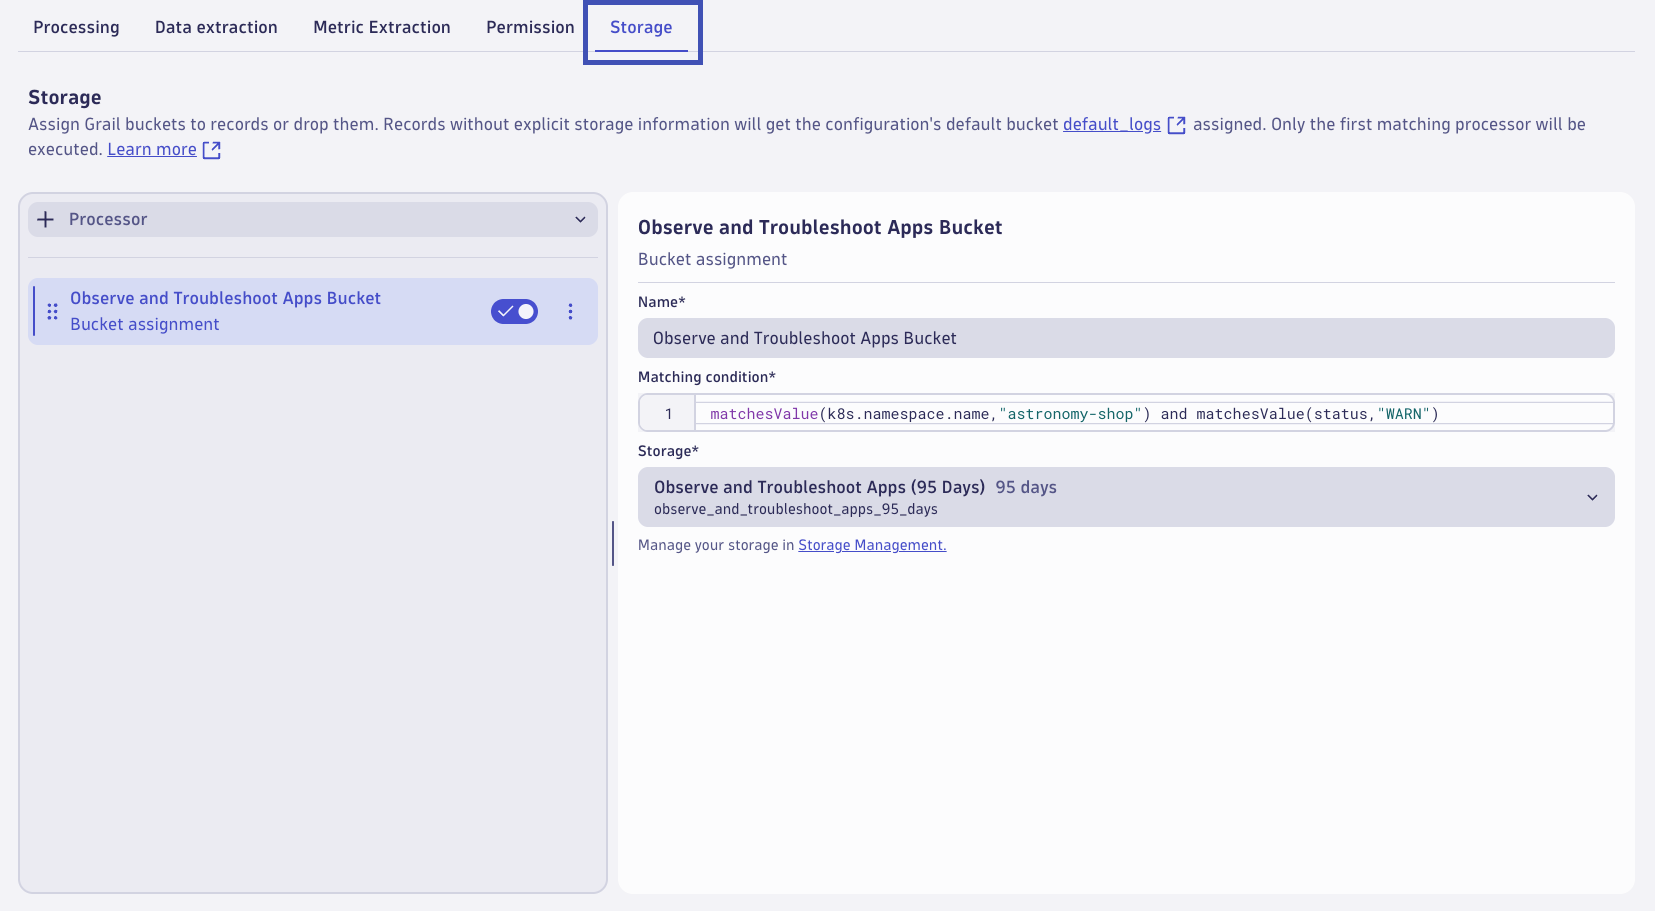 Processing Data extraction Metric Extraction Permission Storage
Storage
Assign Grail buckets to records or drop them. Records without explicit storage information will get the configuration's default bucket default_logs assigned. Only the first matching processor will be
executed. Learn more
Processor
Observe and Troubleshoot Apps Bucket
Bucket assignment
Observe and Troubleshoot Apps Bucket
Bucket assignment
Name*
Observe and Troubleshoot Apps Bucket
Matching condition*
1 matchesValue(k8s.namespace.name,"astronomy-shop") and matchesValue(status,"WARN")
Storage*
Observe and Troubleshoot Apps (95 Days) 95 days
observe_and_troubleshoot_apps_95_days
Manage your storage in Storage Management.